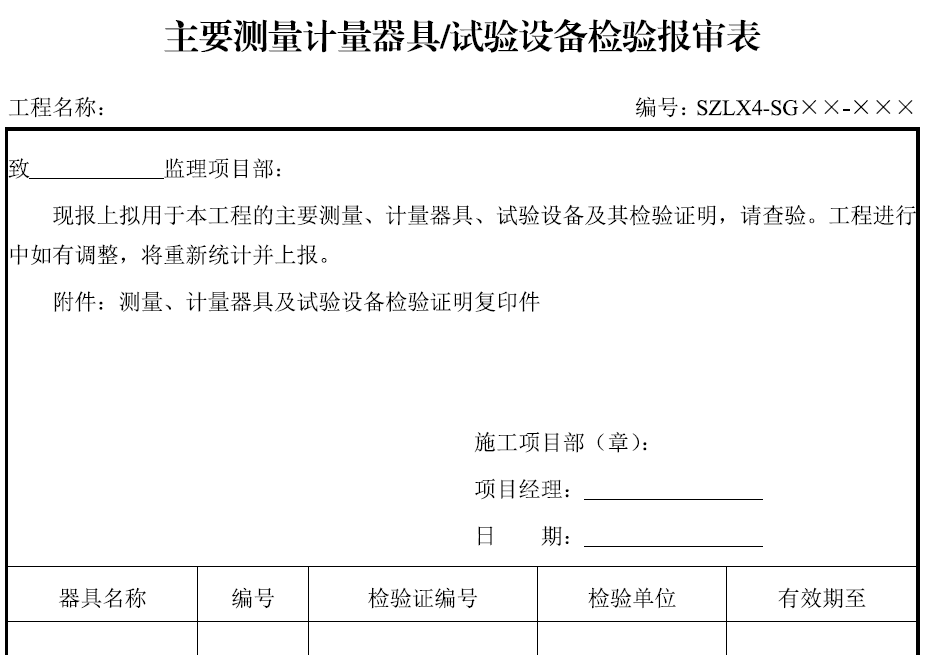 主要测量计量器具/试验设备检验报审表
工程名称： 编号：SZLX4-SG××-×××
致____________监理项目部：
现报上拟用于本工程的主要测量、计量器具、试验设备及其检验证明，请查验。工程进行
中如有调整，将重新统计并上报。
附件：测量、计量器具及试验设备检验证明复印件
施工项目部（章）：
项目经理：________________
日　　期：________________
器具名称 编号 检验证编号 检验单位 有效期至